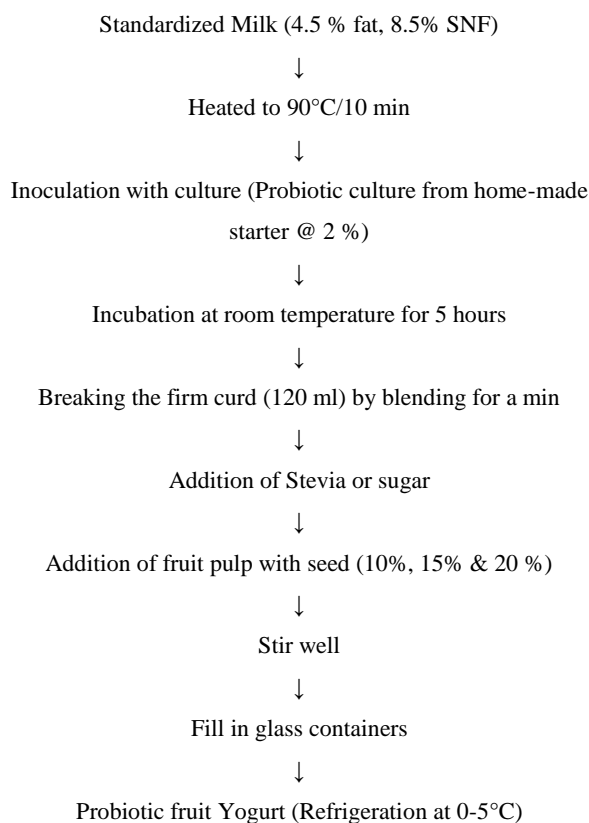 Standardized Milk (4.5 % fat, 8.5% SNF)
↓
Heated to 90°C/10 min
↓
Inoculation with culture (Probiotic culture from home-made
starter @ 2 %)
↓
Incubation at room temperature for 5 hours
↓
Breaking the firm curd (120 ml) by blending for a min
↓
Addition of Stevia or sugar
↓
Addition of fruit pulp with seed (10%, 15% & 20 %)
↓
Stir well
↓
Fill in glass containers
↓
Probiotic fruit Yogurt (Refrigeration at 0-5°C)